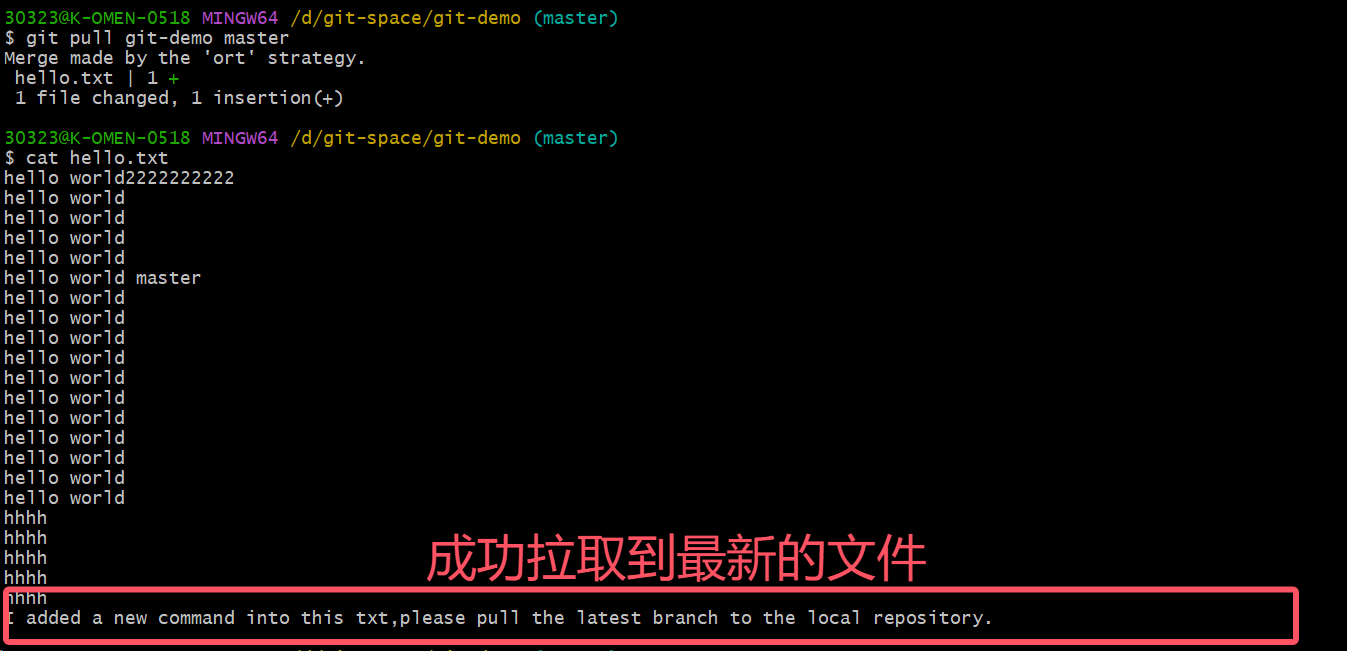 30323@K-OMEN-0518 MINGW64 /d/git-space/git-demo (master)
$ git pull git-demo master
Merge made by the 'ort' strategy.
 hello.txt | 1 +
 1 file changed, 1 insertion(+)
30323@K-OMEN-0518 MINGW64 /d/git-space/git-demo (master)
$ cat hello.txt
hello world2222222222
hello world
hello world
hello world
hello world
hello world master
hello world
hello world
hello world
hello world
hello world
hello world
hello world
hello world
hello world
hello world
hello world
hhhh
hhhh
hhhh
hhhh
成功拉取到最新的文件
hhhh
I added a new command into this txt,please pull the latest branch to the local repository.